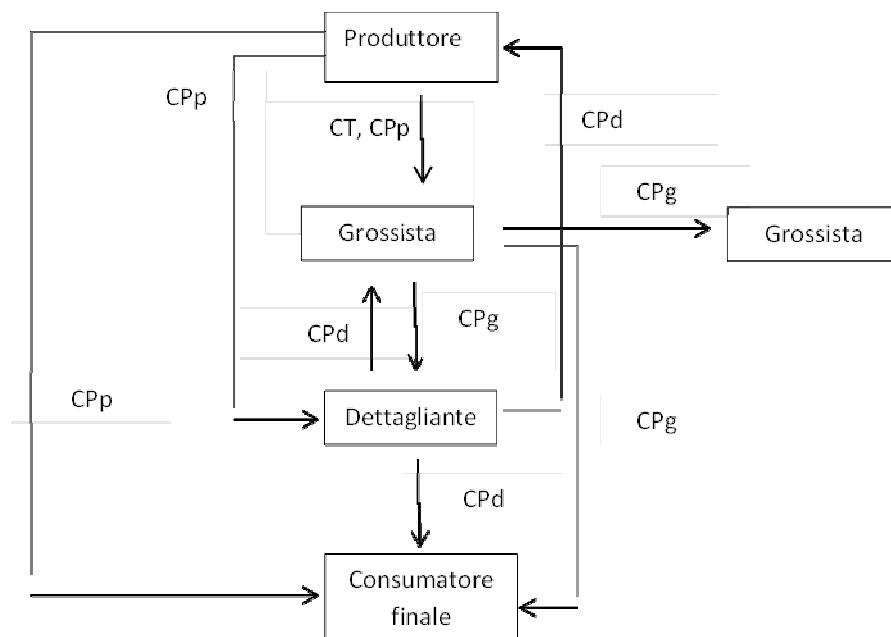 Produttore
CPp
CT, CPp
CPd
CPg
Grossista
Grossista
CPd
CPg
CPp
Dettagliante
CPg
CPd
Consumatore
finale